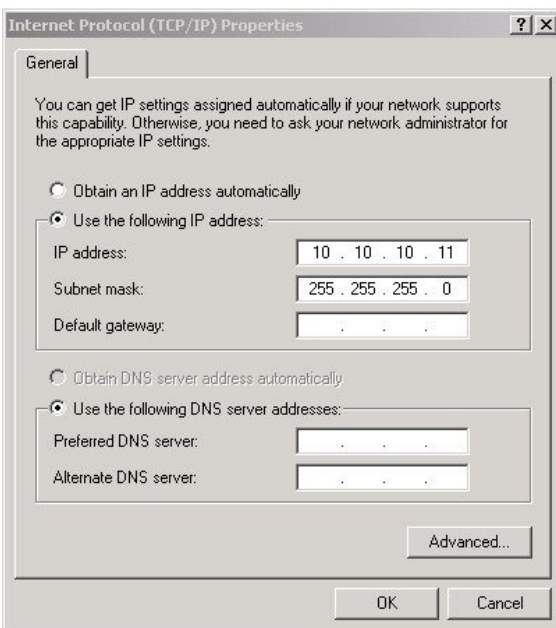 Internet Protocol (TCP/IP) Properties
General
You can get IP settings assigned automatically if your network supports
this capability. Otherwise, you need to ask your network administrator for
the appropriate IP settings.
Obtain an IP address automatically
Use the following IP address:
IP address: 10 . 10 . 10 . 11
Subnet mask: 255 . 255 . 255 . 0
Default gateway: . . .
Obtain DNS server address automatically
Use the following DNS server addresses:
Preferred DNS server: . . .
Alternate DNS server: . . .
Advanced...
OK Cancel